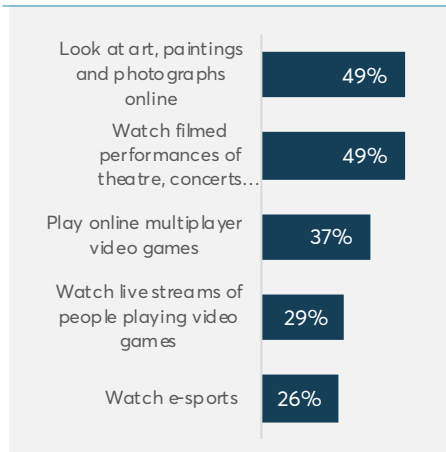 Look at art, paintings
and photographs
online
49%
Watch filmed
performances of
theatre, concerts…
49%
Play online multiplayer
video games
37%
Watch live streams of
people playing video
games
29%
Watch e-sports
26%